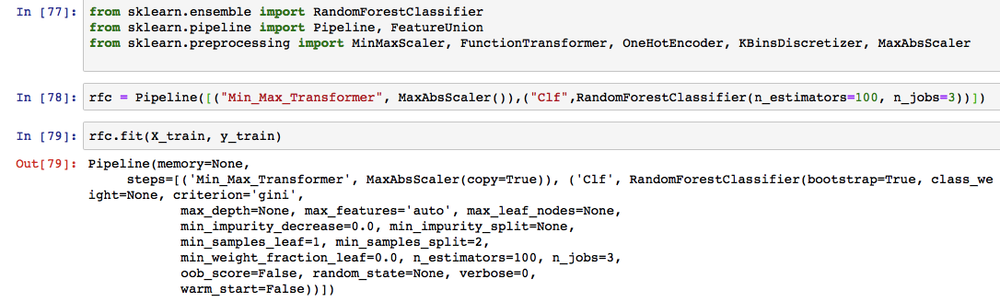 In [77]: from sklearn.ensemble import RandomForestClassifier
from sklearn.pipeline import Pipeline, FeatureUnion
from sklearn.preprocessing import MinMaxScaler, FunctionTransformer, OneHotEncoder, KBinsDiscretizer, MaxAbsScaler
In [78]: rfc = Pipeline([("Min_Max_Transformer", MaxAbsScaler()),("Clf",RandomForestClassifier(n_estimators=100, n_jobs=3))])
In [79]: rfc.fit(X_train, y_train)
Out[79]: Pipeline(memory=None,
steps=[('Min_Max_Transformer', MaxAbsScaler(copy=True)), ('Clf', RandomForestClassifier(bootstrap=True, class_we
ight=None, criterion='gini',
max_depth=None, max_features='auto', max_leaf_nodes=None,
min_impurity_decrease=0.0, min_impurity_split=None,
min_samples_leaf=1, min_samples_split=2,
min_weight_fraction_leaf=0.0, n_estimators=100, n_jobs=3,
oob_score=False, random_state=None, verbose=0,
warm_start=False))])